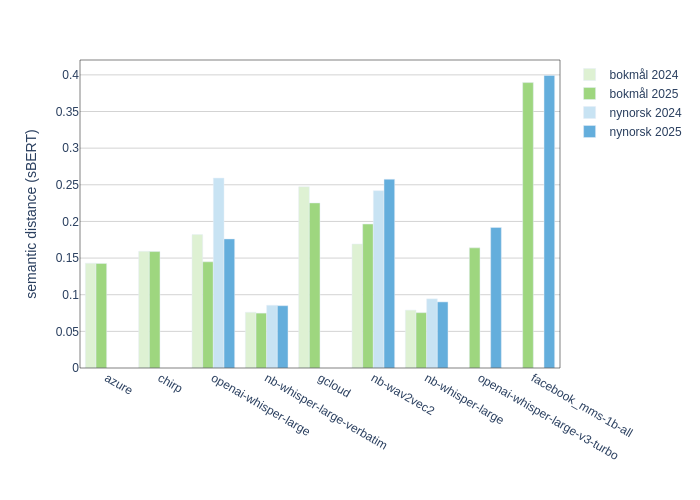 semantic distance (sBERT)
0.4
0.35
0.3
0.25
0.2
0.15
0.1
0.05
0
azure
chirp
openai-whisper-large
nb-whisper-large-verbatim
gcloud
nb-wav2vec2
nb-whisper-large
openai-whisper-large-v3-turbo
facebook_mms-1b-all
bokmål 2024
bokmål 2025
nynorsk 2024
nynorsk 2025